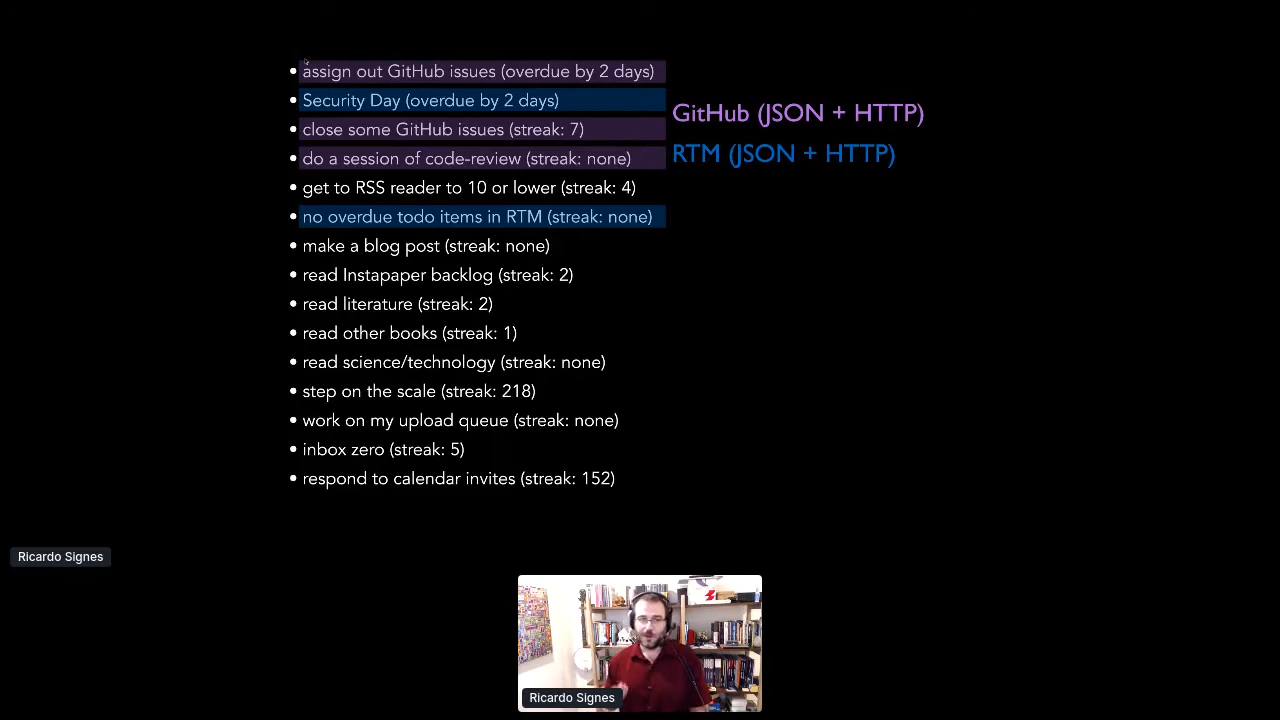 • assign out GitHub issues (overdue by 2 days)
• Security Day (overdue by 2 days)
• close some GitHub issues (streak: 7)
• do a session of code-review (streak: none)
• get to RSS reader to 10 or lower (streak: 4)
• no overdue todo items in RTM (streak: none)
• make a blog post (streak: none)
• read Instapaper backlog (streak: 2)
• read literature (streak: 2)
• read other books (streak: 1)
• read science/technology (streak: none)
• step on the scale (streak: 218)
• work on my upload queue (streak: none)
• inbox zero (streak: 5)
• respond to calendar invites (streak: 152)
GitHub (JSON + HTTP)
RTM (JSON + HTTP)
Ricardo Signes
Ricardo Signes